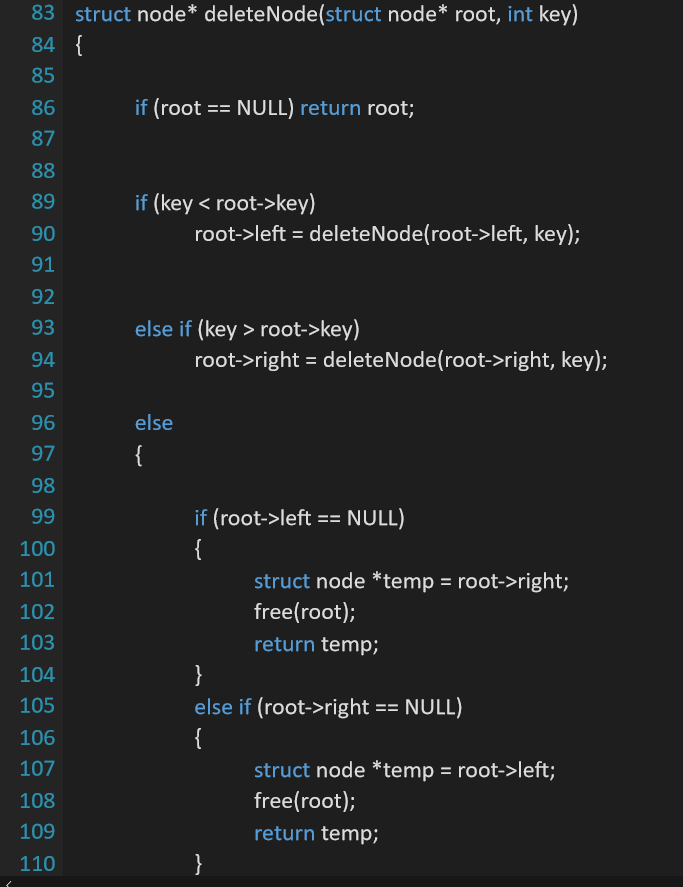 83 struct node* deleteNode(struct node* root, int key)
84 {
85
86 if (root == NULL) return root;
87
88
89 if (key < root->key)
90 root->left = deleteNode(root->left, key);
91
92
93 else if (key > root->key)
94 root->right = deleteNode(root->right, key);
95
96 else
97 {
98
99 if (root->left == NULL)
100 {
101 struct node *temp = root->right;
102 free(root);
103 return temp;
104 }
105 else if (root->right == NULL)
106 {
107 struct node *temp = root->left;
108 free(root);
109 return temp;
110 }